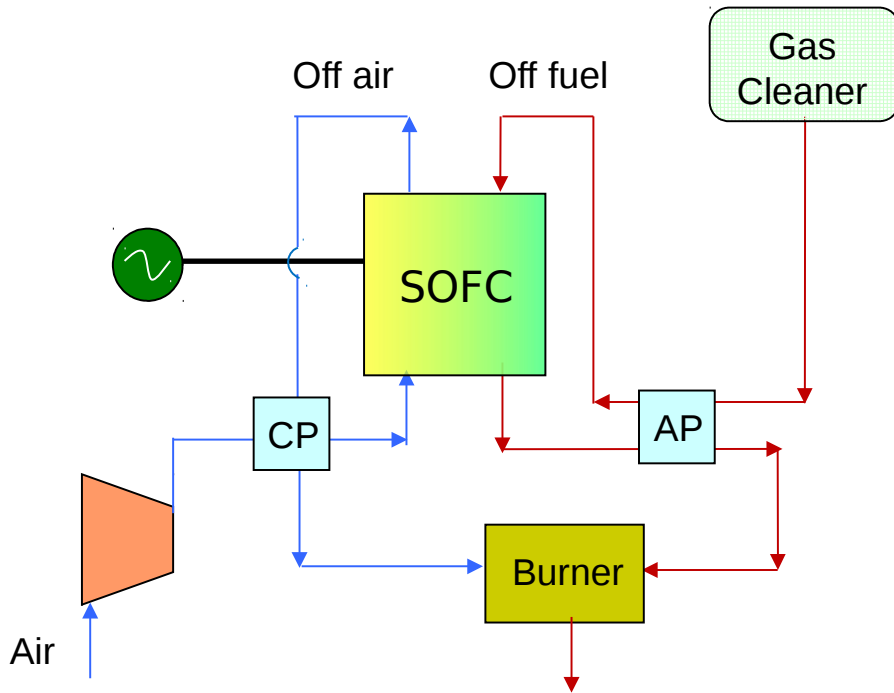 Off air
Off fuel
Gas
Cleaner
SOFC
CP
AP
Burner
Air